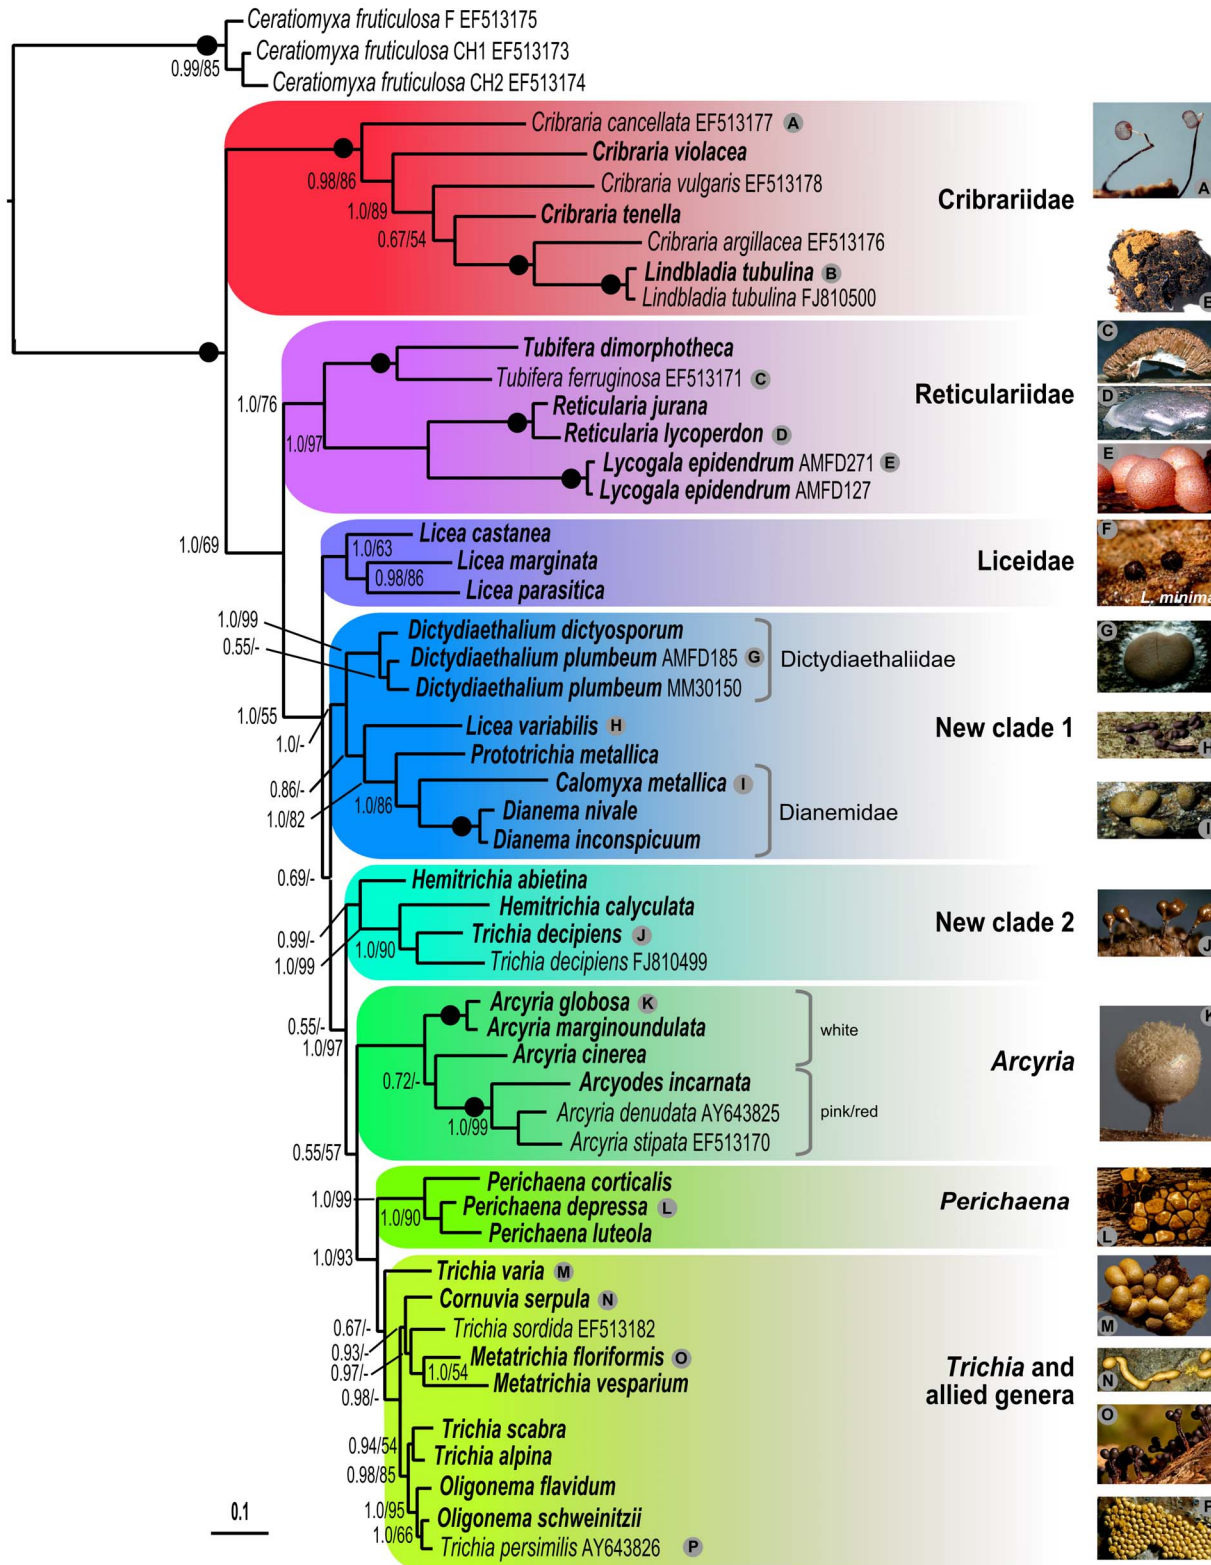 Ceratiomyxa fruticulosa F EF513175
Ceratiomyxa fruticulosa CH1 EF513173
0.99/85
Ceratiomyxa fruticulosa CH2 EF513174
Cribraria cancellata EF513177 A
A
Cribraria violacea
0.98/86
Cribraria vulgaris EF513178
Cribrariidae
1.0/89
Cribraria tenella
0.67/54
Cribraria argillacea EF513176
Lindbladia tubulina B
Lindbladia tubulina FJ810500
B
Tubifera dimorphotheca
C
Tubifera ferruginosa EF513171 C
Reticulariidae
1.0/76
Reticularia jurana
D
Reticularia lycoperdon D
1.0/97
Lycogala epidendrum AMFD271 E
E
Lycogala epidendrum AMFD127
Licea castanea
F
1.0/69
1.0/63
Licea marginata
Liceidae
0.98/86
Licea parasitica
L. minima
1.0/99
Dictydiaethalium dictyosporum
G
0.55/-
Dictydiaethalium plumbeum AMFD185 G
Dictydiaethaliidae
Dictydiaethalium plumbeum MM30150
1.0/55
Licea variabilis H
New clade 1
1.0/-
Prototrichia metallica
H
0.86/-
Calomyxa metallica I
1.0/82
1.0/86
Dianema nivale
Dianemidae
I
Dianema inconspicuum
0.69/-
Hemitrichia abietina
Hemitrichia calyculata
New clade 2
0.99/-
Trichia decipiens J
J
1.0/90
1.0/99
Trichia decipiens FJ810499
Arcyria globosa K
K
0.55/-
Arcyria marginoundulata
white
1.0/97
Arcyria cinerea
Arcyria
0.72/-
Arcyodes incarnata
Arcyria denudata AY643825
pink/red
1.0/99
Arcyria stipata EF513170
0.55/57
Perichaena corticalis
1.0/99
Perichaena depressa L
Perichaena
1.0/90
Perichaena luteola
L
1.0/93
Trichia varia M
Cornuvia serpula N
M
0.67/-
Trichia sordida EF513182
0.93/-
Metatrichia floriformis O
Trichia and
0.97/-
1.0/54
N
Metatrichia vesparium
allied genera
0.98/-
O
Trichia scabra
0.94/54
Trichia alpina
0.98/85
Oligonema flavidum
P
0.1
1.0/95
Oligonema schweinitzii
1.0/66
Trichia persimilis AY643826 P